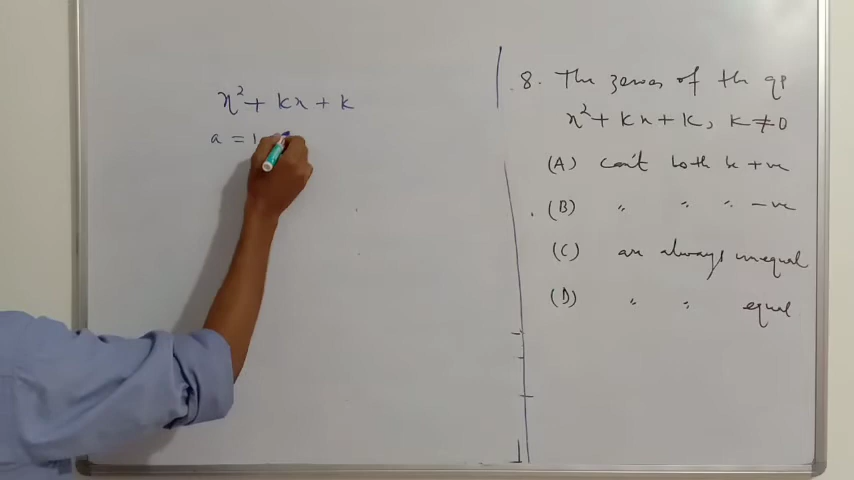 x² + kx + k
a = 1
8. The zeroes of the qp
x² + kx + k, k ≠ 0
(A) can't both be +ve
(B) " " " -ve
(C) are always unequal
(D) " " equal